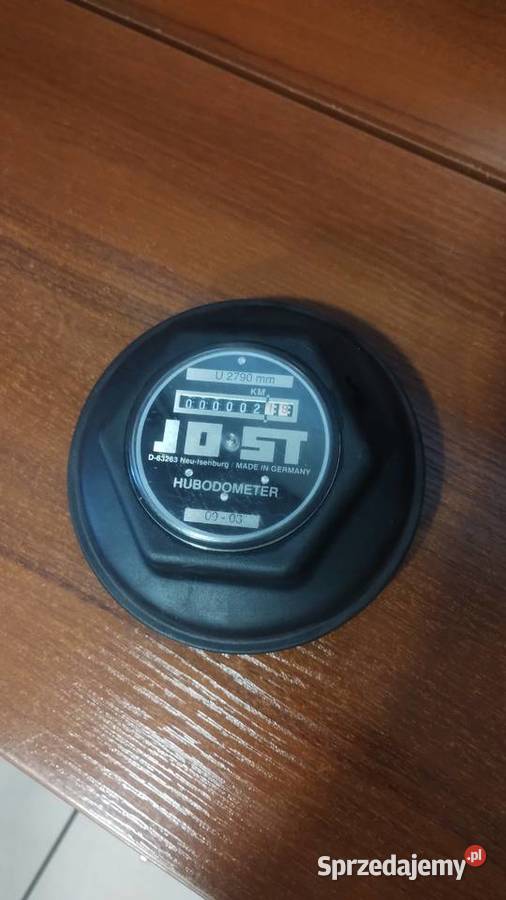 U 2790 mm
KM
000002
JOST
D-63263 Neu-Isenburg / MADE IN GERMANY
HUBODOMETER
09 - 03
Sprzedajemy.pl